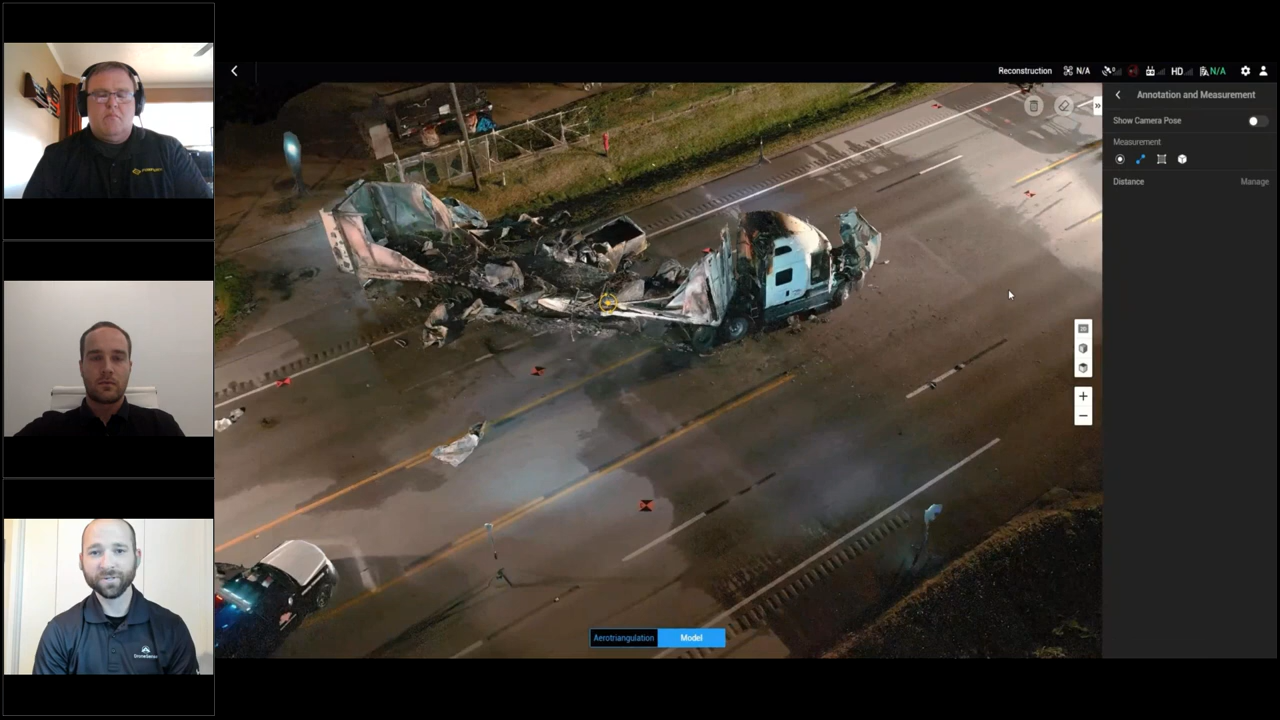 Reconstruction N/A HD N/A
Annotation and Measurement
Show Camera Pose
Measurement
Distance Manage
Aerotriangulation Model